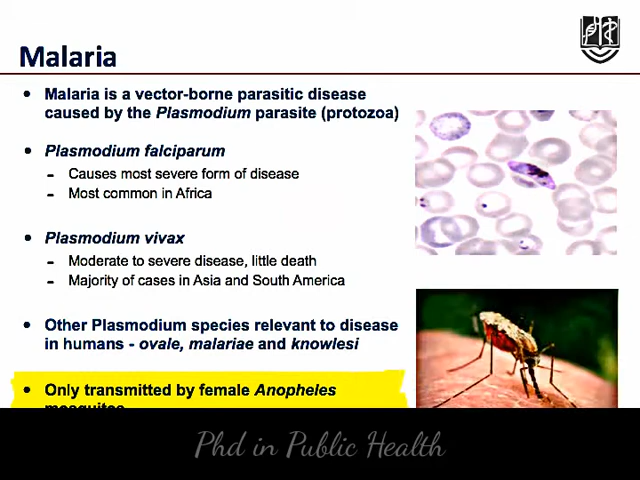 Malaria
• Malaria is a vector-borne parasitic disease
caused by the Plasmodium parasite (protozoa)
• Plasmodium falciparum
- Causes most severe form of disease
- Most common in Africa
• Plasmodium vivax
- Moderate to severe disease, little death
- Majority of cases in Asia and South America
• Other Plasmodium species relevant to disease
in humans - ovale, malariae and knowlesi
• Only transmitted by female Anopheles
Phd in Public Health